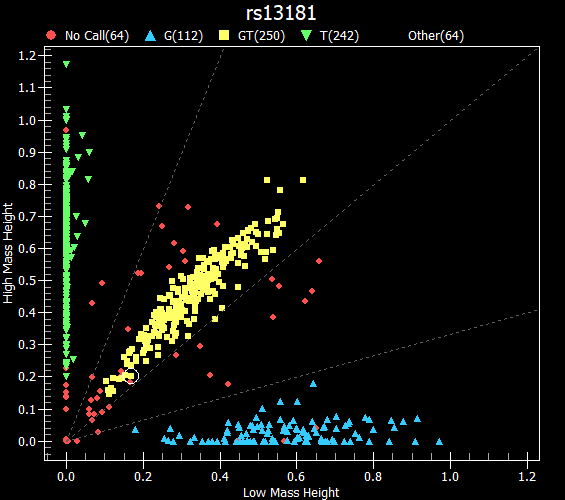 rs13181
No Call(64) G(112) GT(250) T(242) Other(64)
1.2
1.1
1.0
0.9
0.8
0.7
0.6
0.5
0.4
0.3
0.2
0.1
0.0
High Mass Height
0.0 0.2 0.4 0.6 0.8 1.0 1.2
Low Mass Height